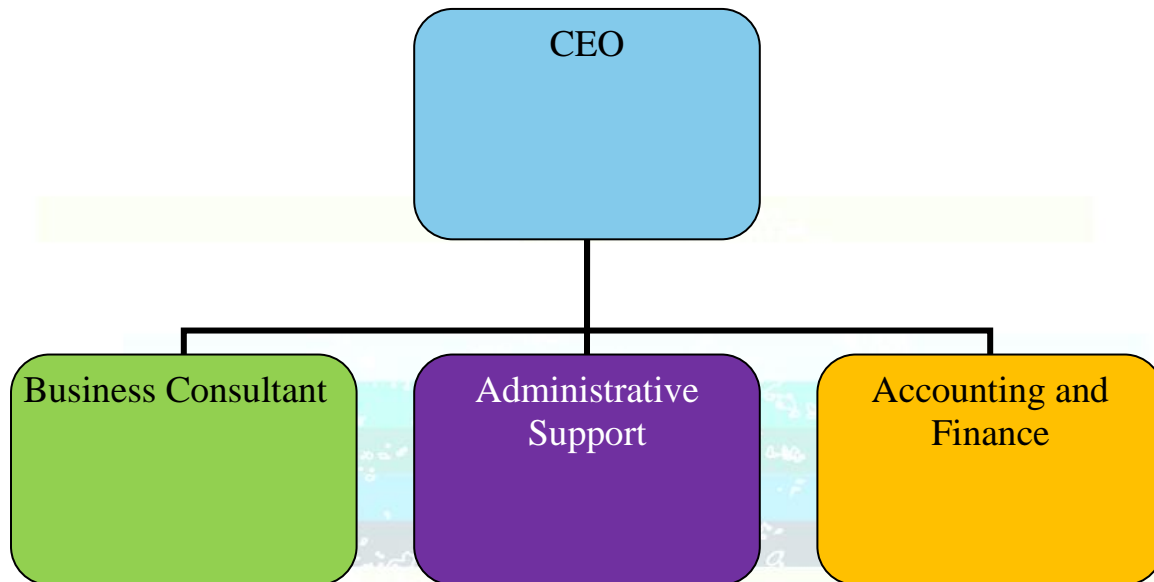 CEO
Business Consultant
Administrative
Support
Accounting and
Finance